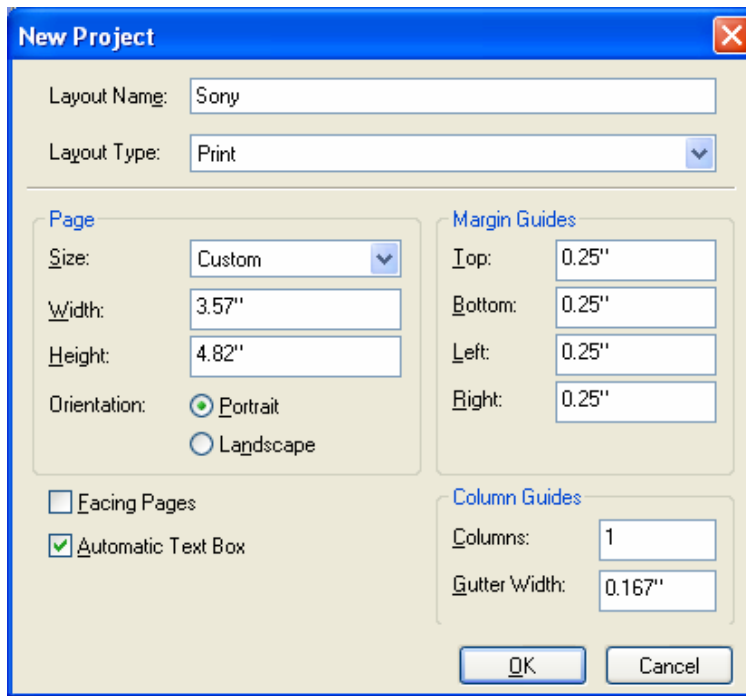 New Project
Layout Name: Sony
Layout Type: Print
Page
Size: Custom
Width: 3.57"
Height: 4.82"
Orientation: Portrait
Landscape
Facing Pages
Automatic Text Box
Margin Guides
Top: 0.25"
Bottom: 0.25"
Left: 0.25"
Right: 0.25"
Column Guides
Columns: 1
Gutter Width: 0.167"
OK Cancel